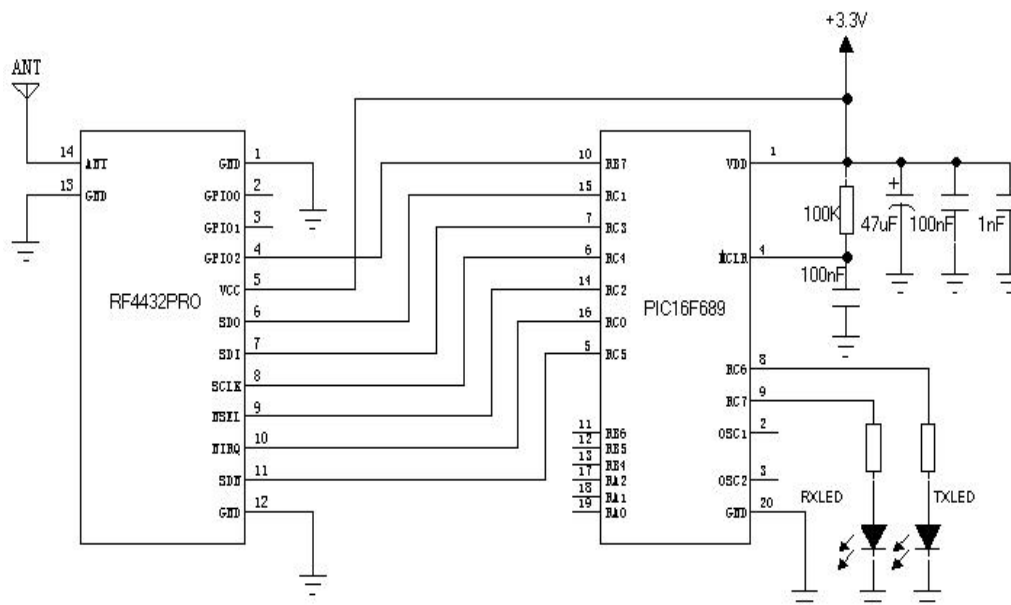 +3.3V
ANT
14 ANT
13 GND
GND 1
GPIO0 2
GPIO1 3
GPIO2 4
VCC 5
SDO 6
SDI 7
SCLK 8
NSEL 9
NIRQ 10
SDN 11
GND 12
RF4432PRO
10 RB7
15 RC1
7 RC3
6 RC4
14 RC2
16 RC0
5 RC5
11 RB6
12 RB5
13 RB4
17 RA2
18 RA1
19 RA0
PIC16F689
VDD 1
MCLR 4
RC6 8
RC7 9
OSC1 2
OSC2 3
GND 20
100K
100nF
+
47uF
100nF
1nF
RXLED
TXLED